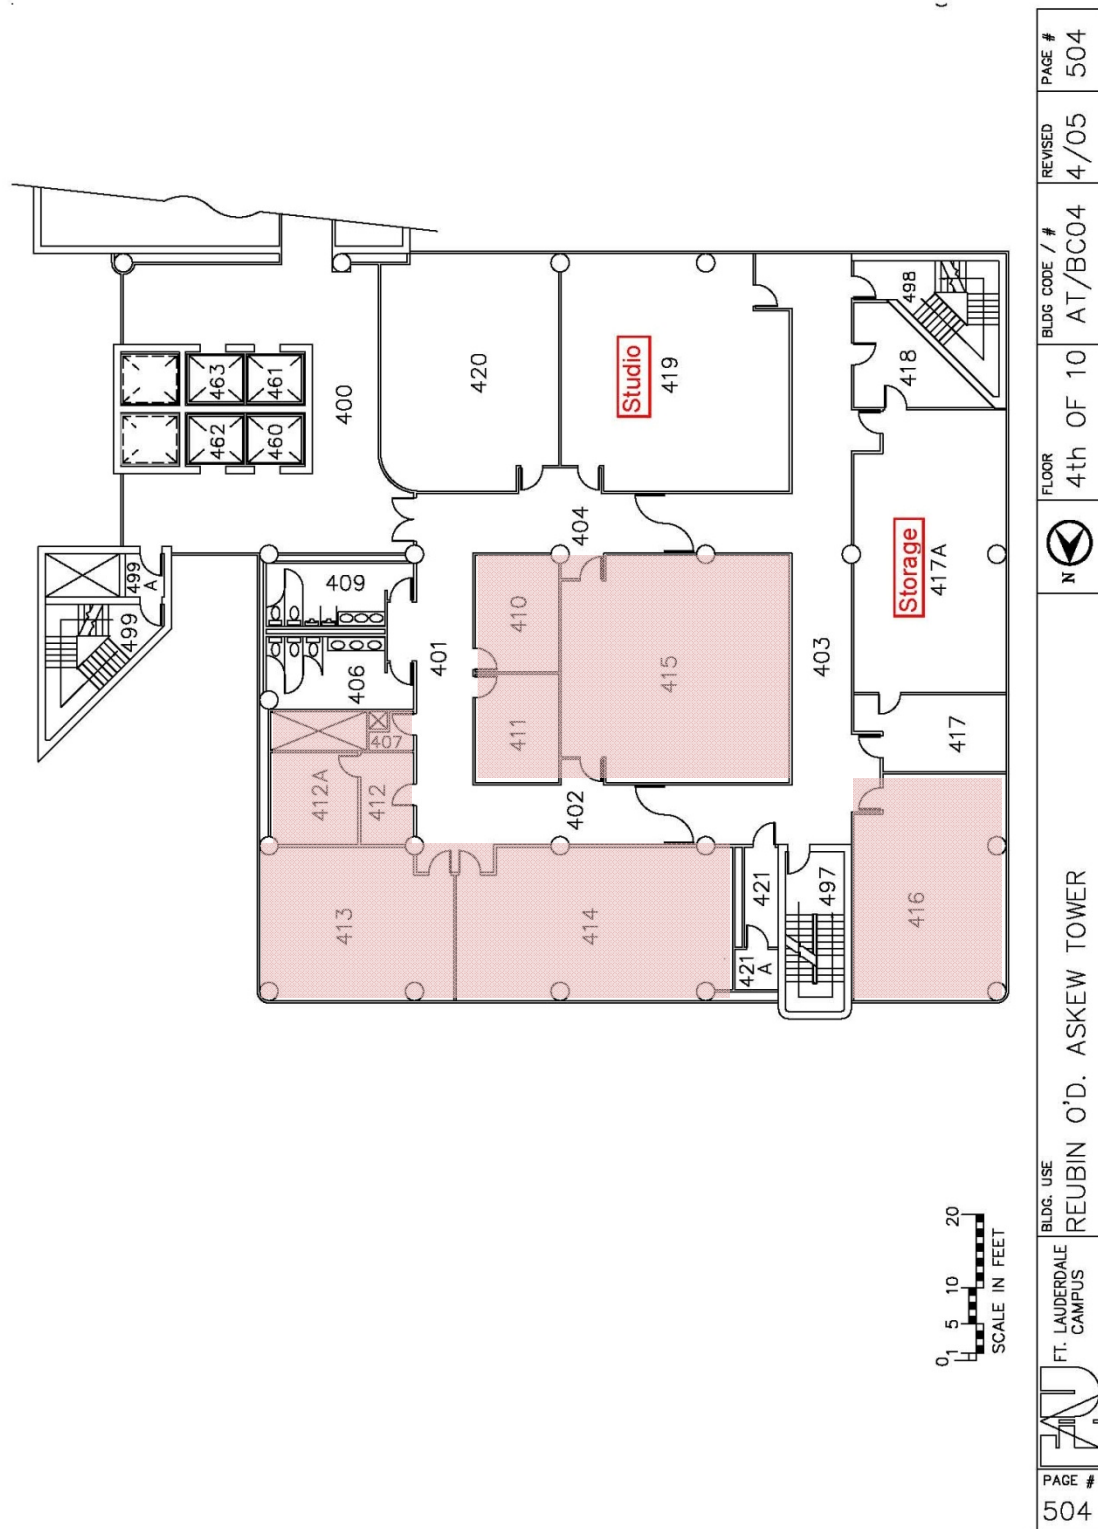 463
461
462
460
400
420
Studio
419
498
418
499
A
499
409
404
410
401
406
407
415
403
Storage
417A
411
417
412A
412
402
413
414
421
421
A
497
416
0 1 5 10 20
SCALE IN FEET
PAGE #
504
FAU
FT. LAUDERDALE
CAMPUS
BLDG. USE
REUBIN O'D. ASKEW TOWER
N
FLOOR
4th OF 10
BLDG CODE / #
AT/BC04
REVISED
4/05
PAGE #
504